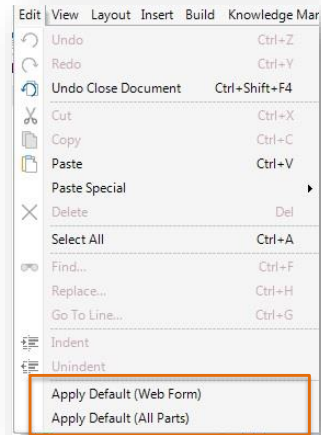 Edit View Layout Insert Build Knowledge Mar
Undo Ctrl+Z
Redo Ctrl+Y
Undo Close Document Ctrl+Shift+F4
Cut Ctrl+X
Copy Ctrl+C
Paste Ctrl+V
Paste Special
Delete Del
Select All Ctrl+A
Find... Ctrl+F
Replace... Ctrl+H
Go To Line... Ctrl+G
Indent
Unindent
Apply Default (Web Form)
Apply Default (All Parts)